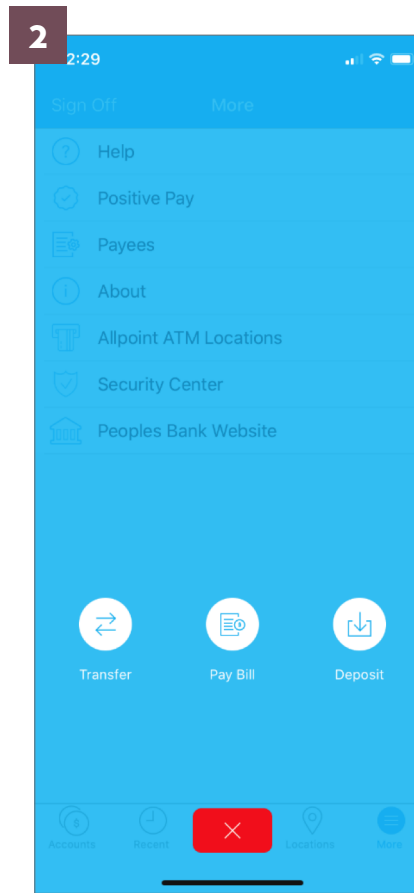 2
2:29
Sign Off More
Help
Positive Pay
Payees
About
Allpoint ATM Locations
Security Center
Peoples Bank Website
Transfer Pay Bill Deposit
Accounts Recent Locations More